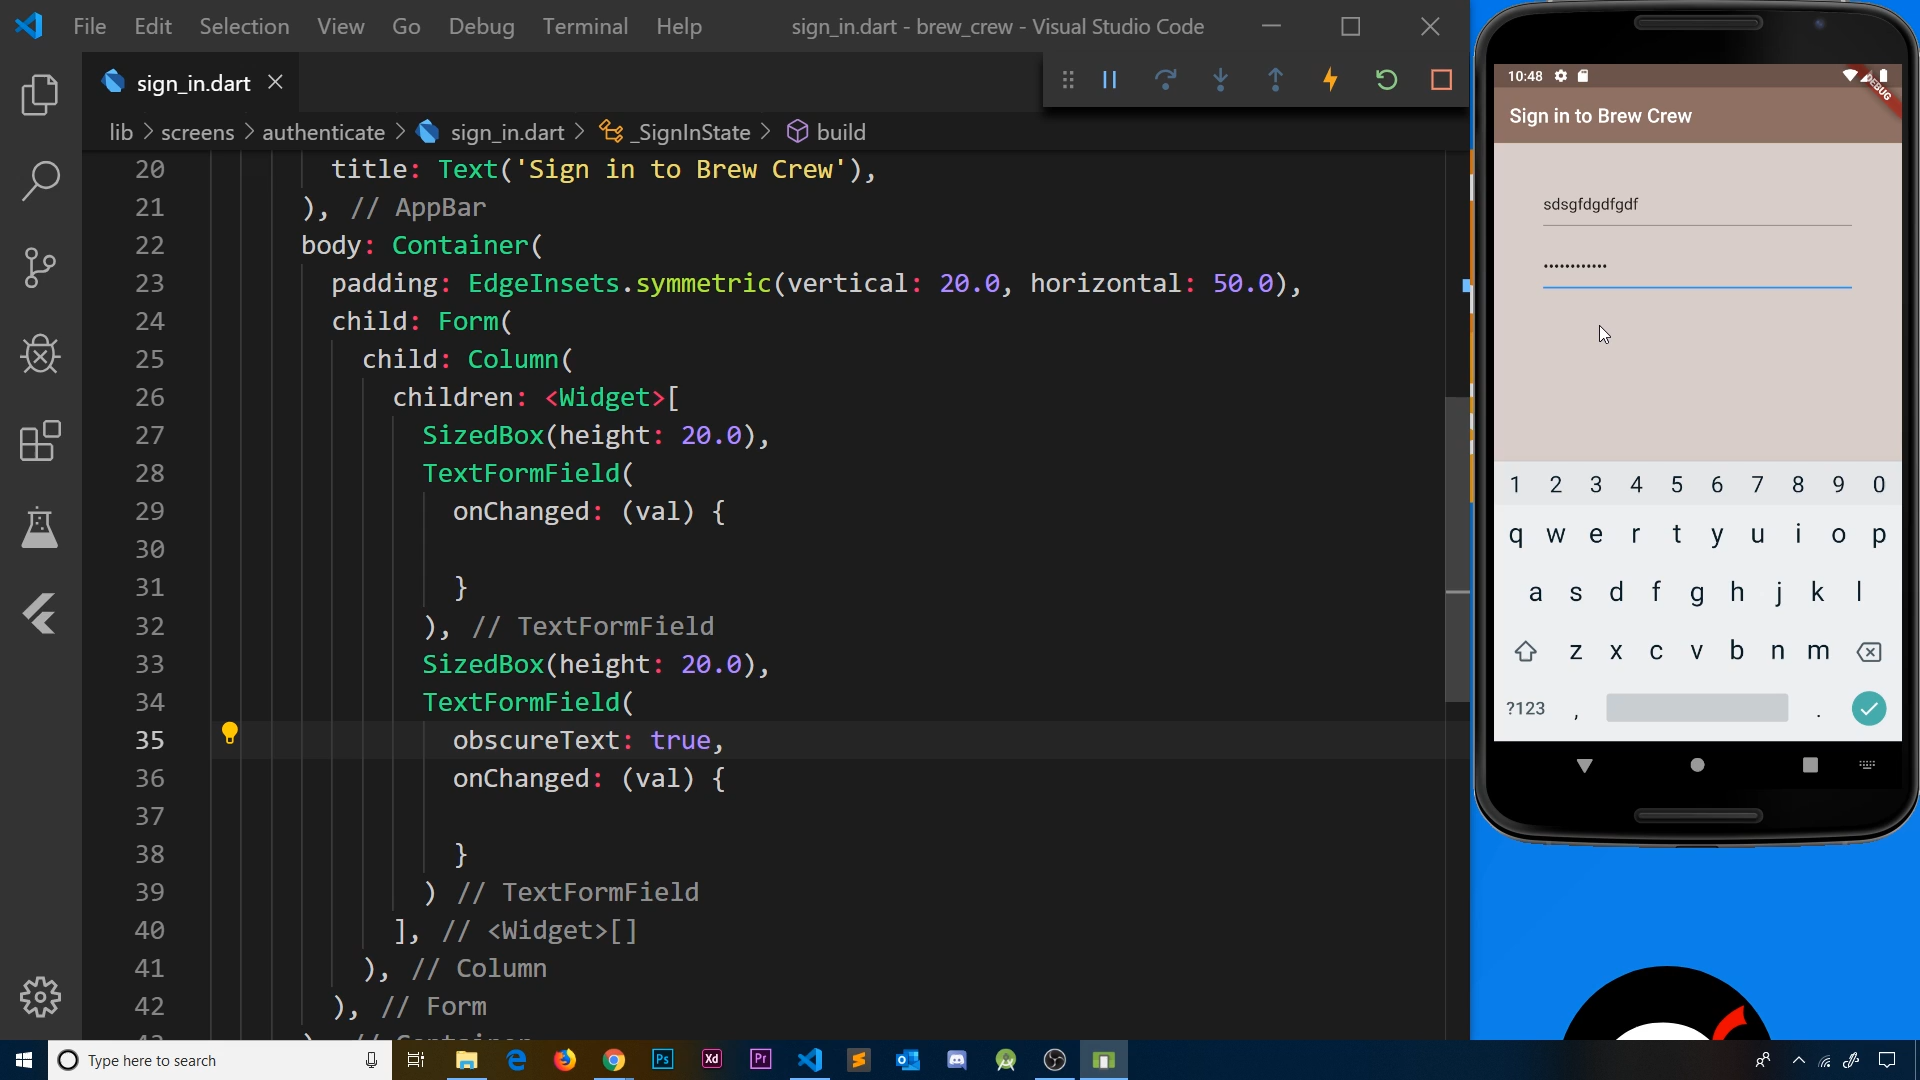 File Edit Selection View Go Debug Terminal Help sign_in.dart - brew_crew - Visual Studio Code
sign_in.dart
lib > screens > authenticate > sign_in.dart > _SignInState > build
20 title: Text('Sign in to Brew Crew'),
21 ), // AppBar
22 body: Container(
23 padding: EdgeInsets.symmetric(vertical: 20.0, horizontal: 50.0),
24 child: Form(
25 child: Column(
26 children: <Widget>[
27 SizedBox(height: 20.0),
28 TextFormField(
29 onChanged: (val) {
30
31 }
32 ), // TextFormField
33 SizedBox(height: 20.0),
34 TextFormField(
35 obscureText: true,
36 onChanged: (val) {
37
38 }
39 ) // TextFormField
40 ], // <Widget>[]
41 ), // Column
42 ), // Form
10:48
DEBUG
Sign in to Brew Crew
sdsgfdgdfgdf
••••••••••••
1 2 3 4 5 6 7 8 9 0
q w e r t y u i o p
a s d f g h j k l
z x c v b n m
?123 , .
Type here to search
Ps
Xd
Pr